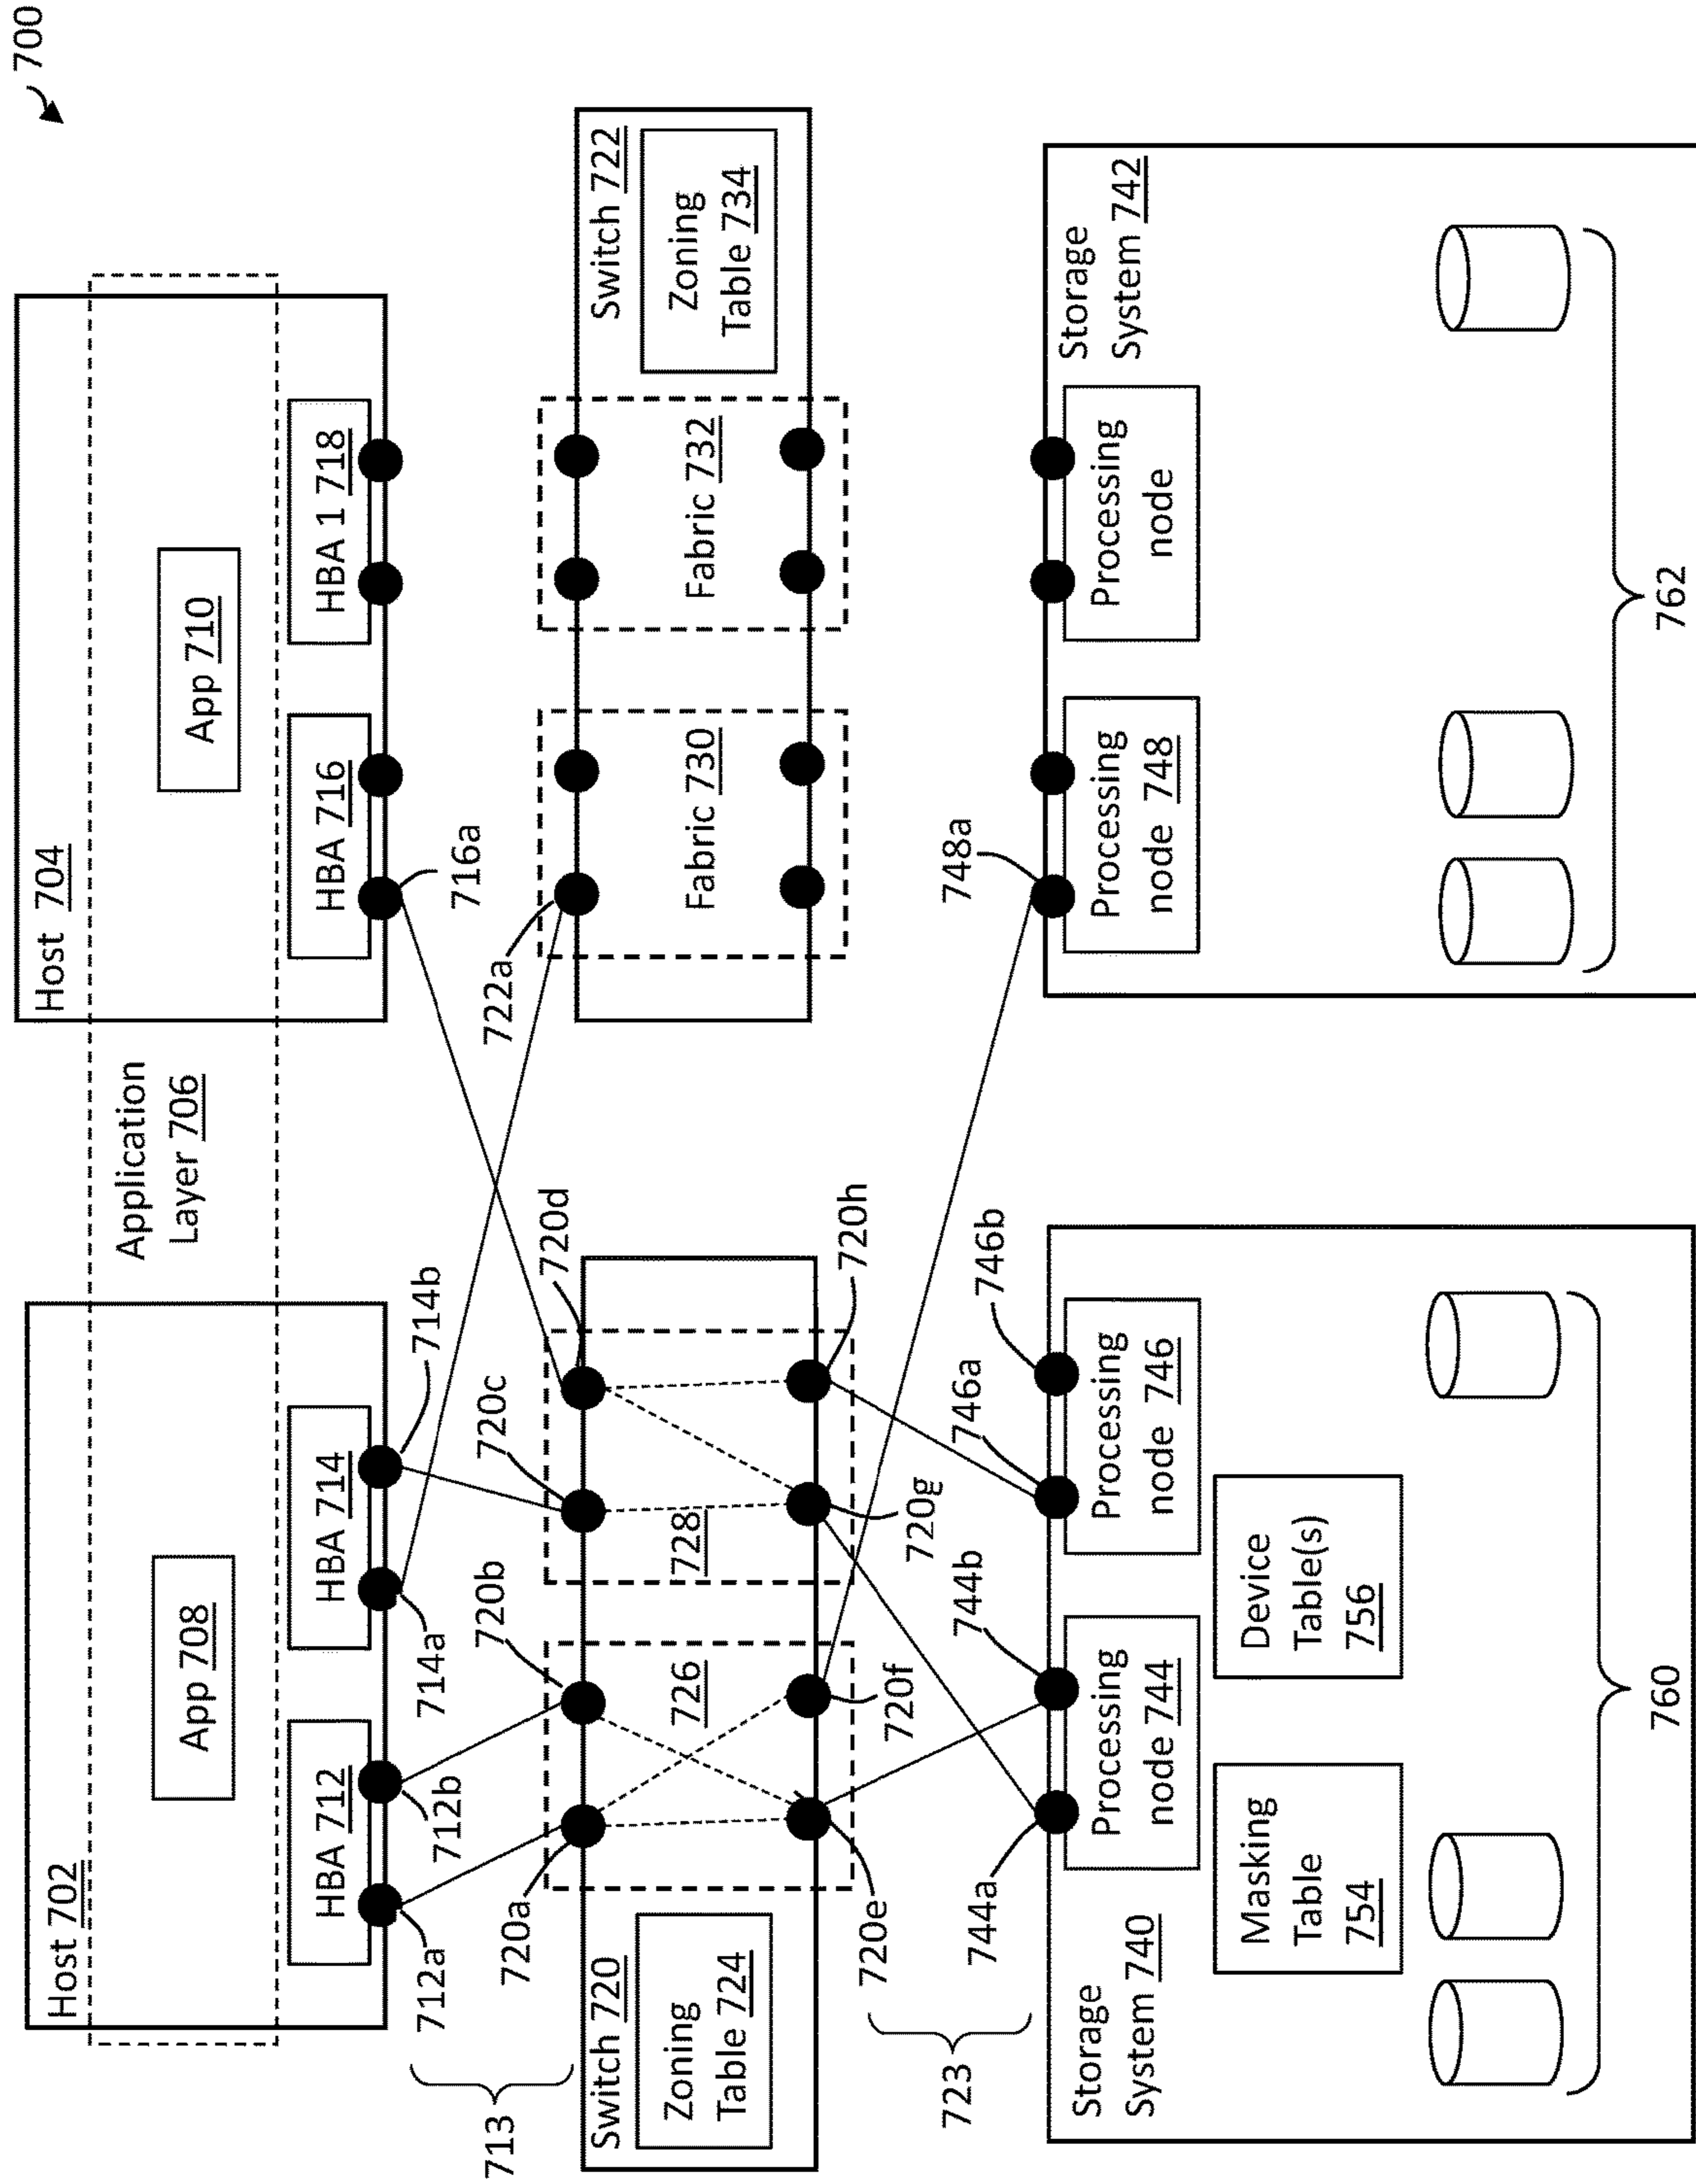 700
Host 702
Host 704
Application
Layer 706
App 708
App 710
HBA 712
HBA 714
HBA 716
HBA 1 718
712a
712b
714a
714b
716a
713
720a
720b
720c
720d
722a
Switch 720
Zoning
Table 724
726
728
Fabric 730
Fabric 732
Switch 722
Zoning
Table 734
720e
720f
720g
720h
723
744a
744b
746a
746b
748a
Storage
System 740
Processing
node 744
Processing
node 746
Masking
Table
754
Device
Table(s)
756
760
Processing
node 748
Processing
node
Storage
System 742
762